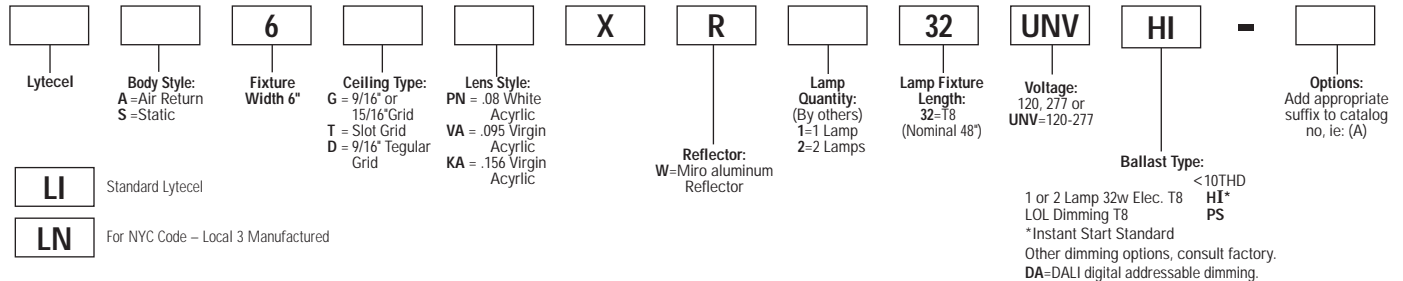 6 X R 32 UNV HI -
Lytecel
Body Style:
A =Air Return
S =Static
Fixture
Width 6"
Ceiling Type:
G = 9/16" or
15/16"Grid
T = Slot Grid
D = 9/16" Tegular
Grid
Lens Style:
PN = .08 White
Acyrlic
VA = .095 Virgin
Acyrlic
KA = .156 Virgin
Acyrlic
Reflector:
W=Miro aluminum
Reflector
Lamp
Quantity:
(By others)
1=1 Lamp
2=2 Lamps
Lamp Fixture
Length:
32=T8
(Nominal 48")
Voltage:
120, 277 or
UNV=120-277
Ballast Type:
<10THD
1 or 2 Lamp 32w Elec. T8 HI*
LOL Dimming T8 PS
*Instant Start Standard
Other dimming options, consult factory.
DA=DALI digital addressable dimming.
Options:
Add appropriate
suffix to catalog
no, ie: (A)
LI Standard Lytecel
LN For NYC Code – Local 3 Manufactured